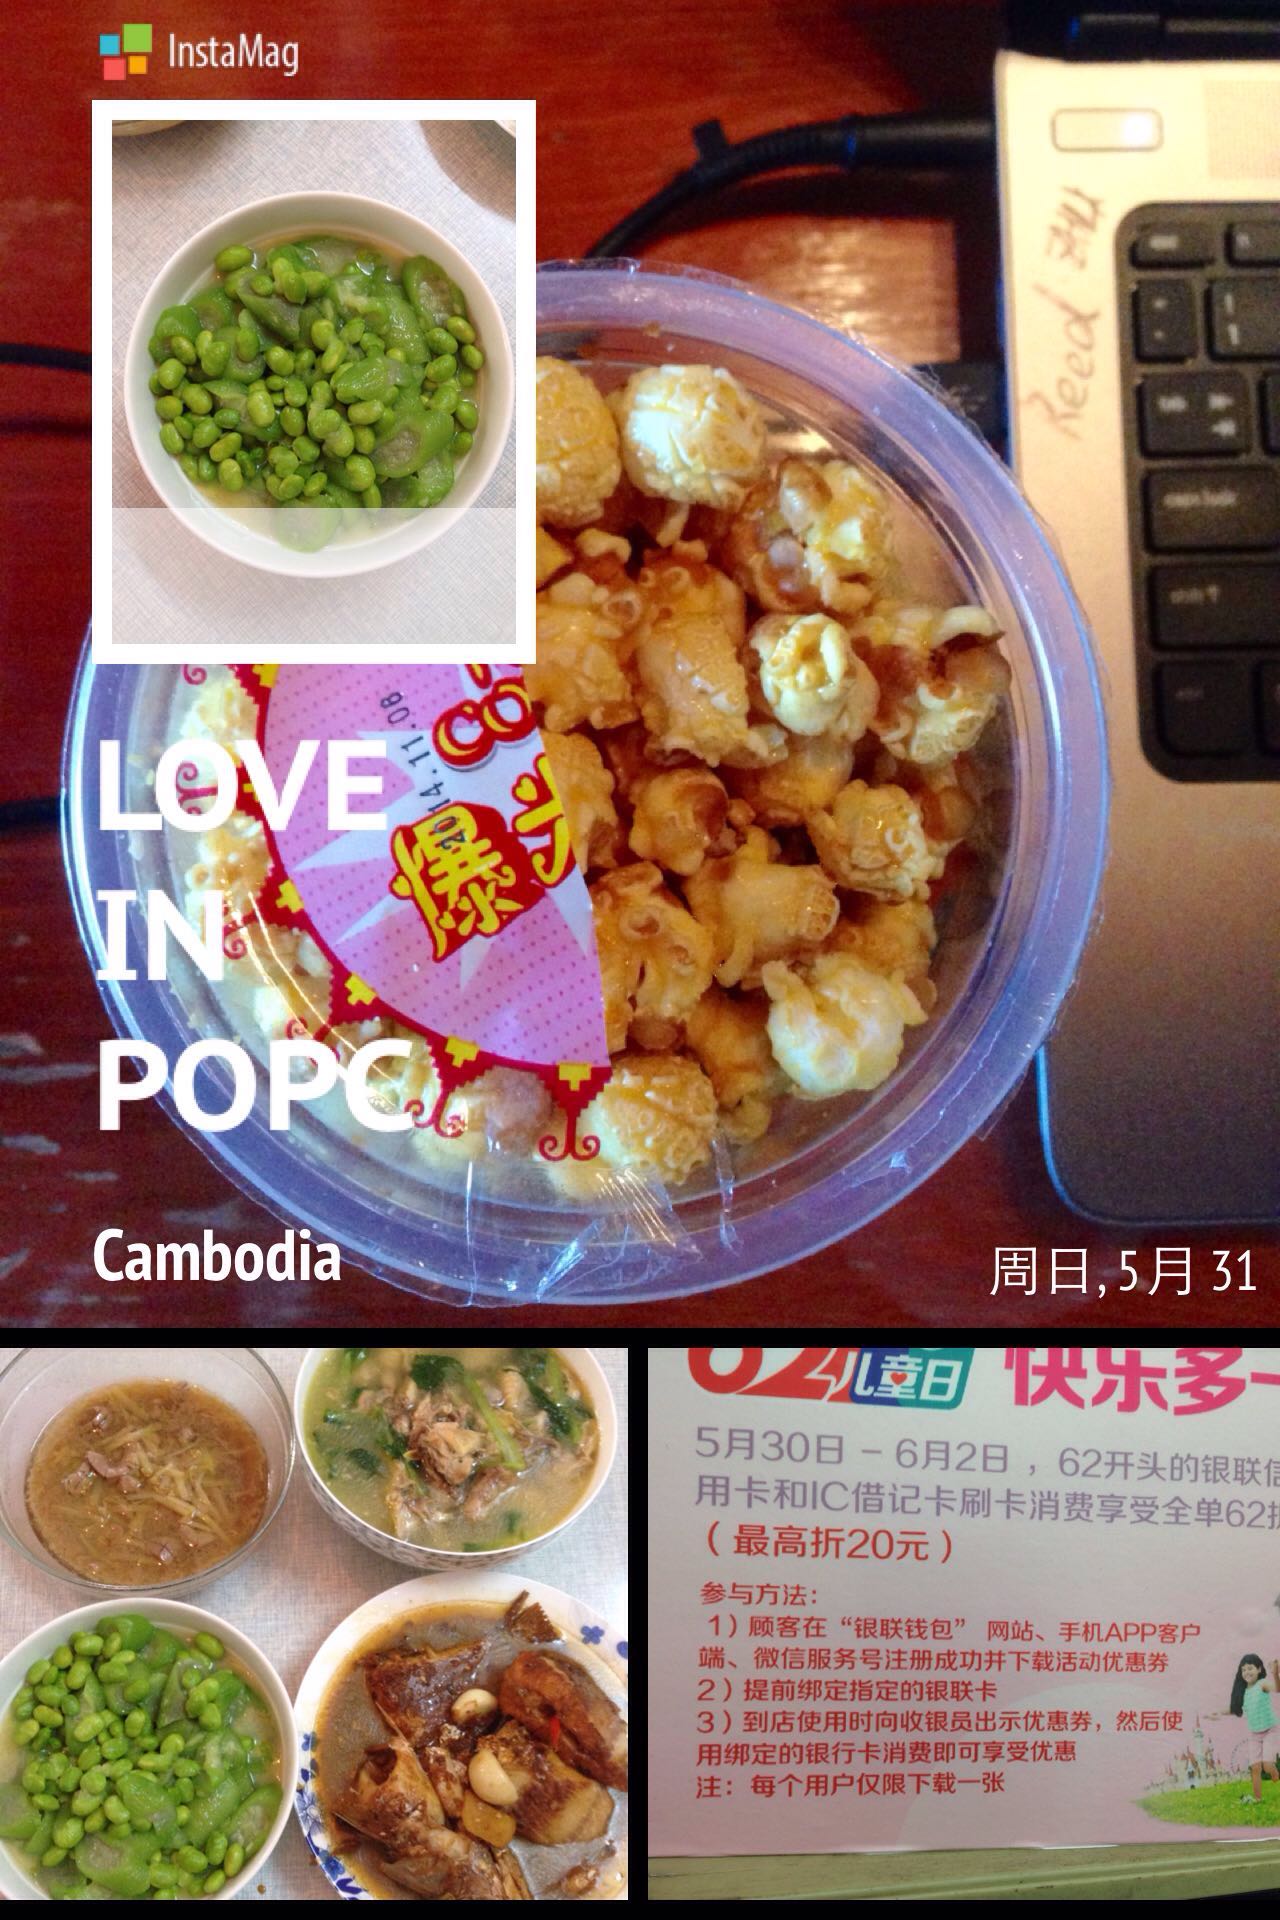 InstaMag
Reed
2014.11.08
爆
LOVE
IN
POPC
Cambodia
周日, 5月 31
62儿童日 快乐多一
5月30日 - 6月2日 ，62开头的银联信
用卡和IC借记卡刷卡消费享受全单62折
（最高折20元）
参与方法：
1）顾客在“银联钱包” 网站、手机APP客户
端、微信服务号注册成功并下载活动优惠券
2）提前绑定指定的银联卡
3）到店使用时向收银员出示优惠券，然后使
用绑定的银行卡消费即可享受优惠
注：每个用户仅限下载一张